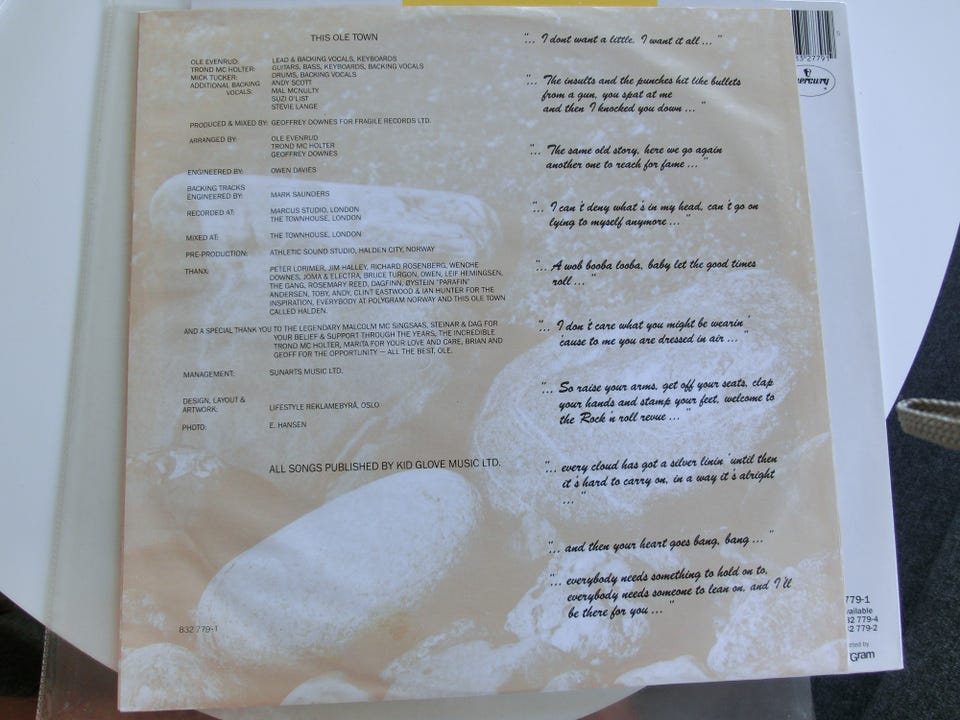 THIS OLE TOWN
OLE EVENRUD: LEAD & BACKING VOCALS, KEYBOARDS
TROND MC HOLTER: GUITARS, BASS, KEYBOARDS, BACKING VOCALS
MICK TUCKER: DRUMS, BACKING VOCALS
ADDITIONAL BACKING ANDY SCOTT
VOCALS: MAL MCNULTY
SUZI O'LIST
STEVIE LANGE
PRODUCED & MIXED BY: GEOFFREY DOWNES FOR FRAGILE RECORDS LTD.
ARRANGED BY: OLE EVENRUD
TROND MC HOLTER
GEOFFREY DOWNES
ENGINEERED BY: OWEN DAVIES
BACKING TRACKS
ENGINEERED BY: MARK SAUNDERS
RECORDED AT: MARCUS STUDIO, LONDON
THE TOWNHOUSE, LONDON
MIXED AT: THE TOWNHOUSE, LONDON
PRE-PRODUCTION: ATHLETIC SOUND STUDIO, HALDEN CITY, NORWAY
THANX: PETER LORIMER, JIM HALLEY, RICHARD ROSENBERG, WENCHE
DOWNES, JOMA & ELECTRA, BRUCE TURGON, OWEN, LEIF HEMINGSEN,
THE GANG, ROSEMARY REED, DAGFINN, ØYSTEIN "PARAFIN"
ANDERSEN, TOBY, ANDY, CLINT EASTWOOD & IAN HUNTER FOR THE
INSPIRATION, EVERYBODY AT POLYGRAM NORWAY AND THIS OLE TOWN
CALLED HALDEN.
AND A SPECIAL THANK YOU TO THE LEGENDARY MALCOLM MC SINGSAAS, STEINAR & DAG FOR
YOUR BELIEF & SUPPORT THROUGH THE YEARS, THE INCREDIBLE
TROND MC HOLTER, MARITA FOR YOUR LOVE AND CARE, BRIAN AND
GEOFF FOR THE OPPORTUNITY — ALL THE BEST, OLE.
MANAGEMENT: SUNARTS MUSIC LTD.
DESIGN, LAYOUT &
ARTWORK: LIFESTYLE REKLAMEBYRÅ, OSLO
PHOTO: E. HANSEN
ALL SONGS PUBLISHED BY KID GLOVE MUSIC LTD.
832 779-1
"... I dont want a little, I want it all ... "
"... The insults and the punches hit like bullets
from a gun, you spat at me
and then I knocked you down ... "
"... The same old story, here we go again
another one to reach for fame ... "
"... I can't deny what's in my head, can't go on
lying to myself anymore ... "
"... A wob booba looba, baby let the good times
roll ... "
"... I don't care what you might be wearin'
'cause to me you are dressed in air ... "
"... So raise your arms, get off your seats, clap
your hands and stamp your feet, welcome to
the Rock'n roll revue ... "
"... every cloud has got a silver linin' until then
it's hard to carry on, in a way it's alright
... "
"... and then your heart goes bang, bang ... "
"... everybody needs something to hold on to,
everybody needs someone to lean on, and I'll
be there for you ... "
mercury
779-1
vailable
32 779-4
2 779-2
Gram